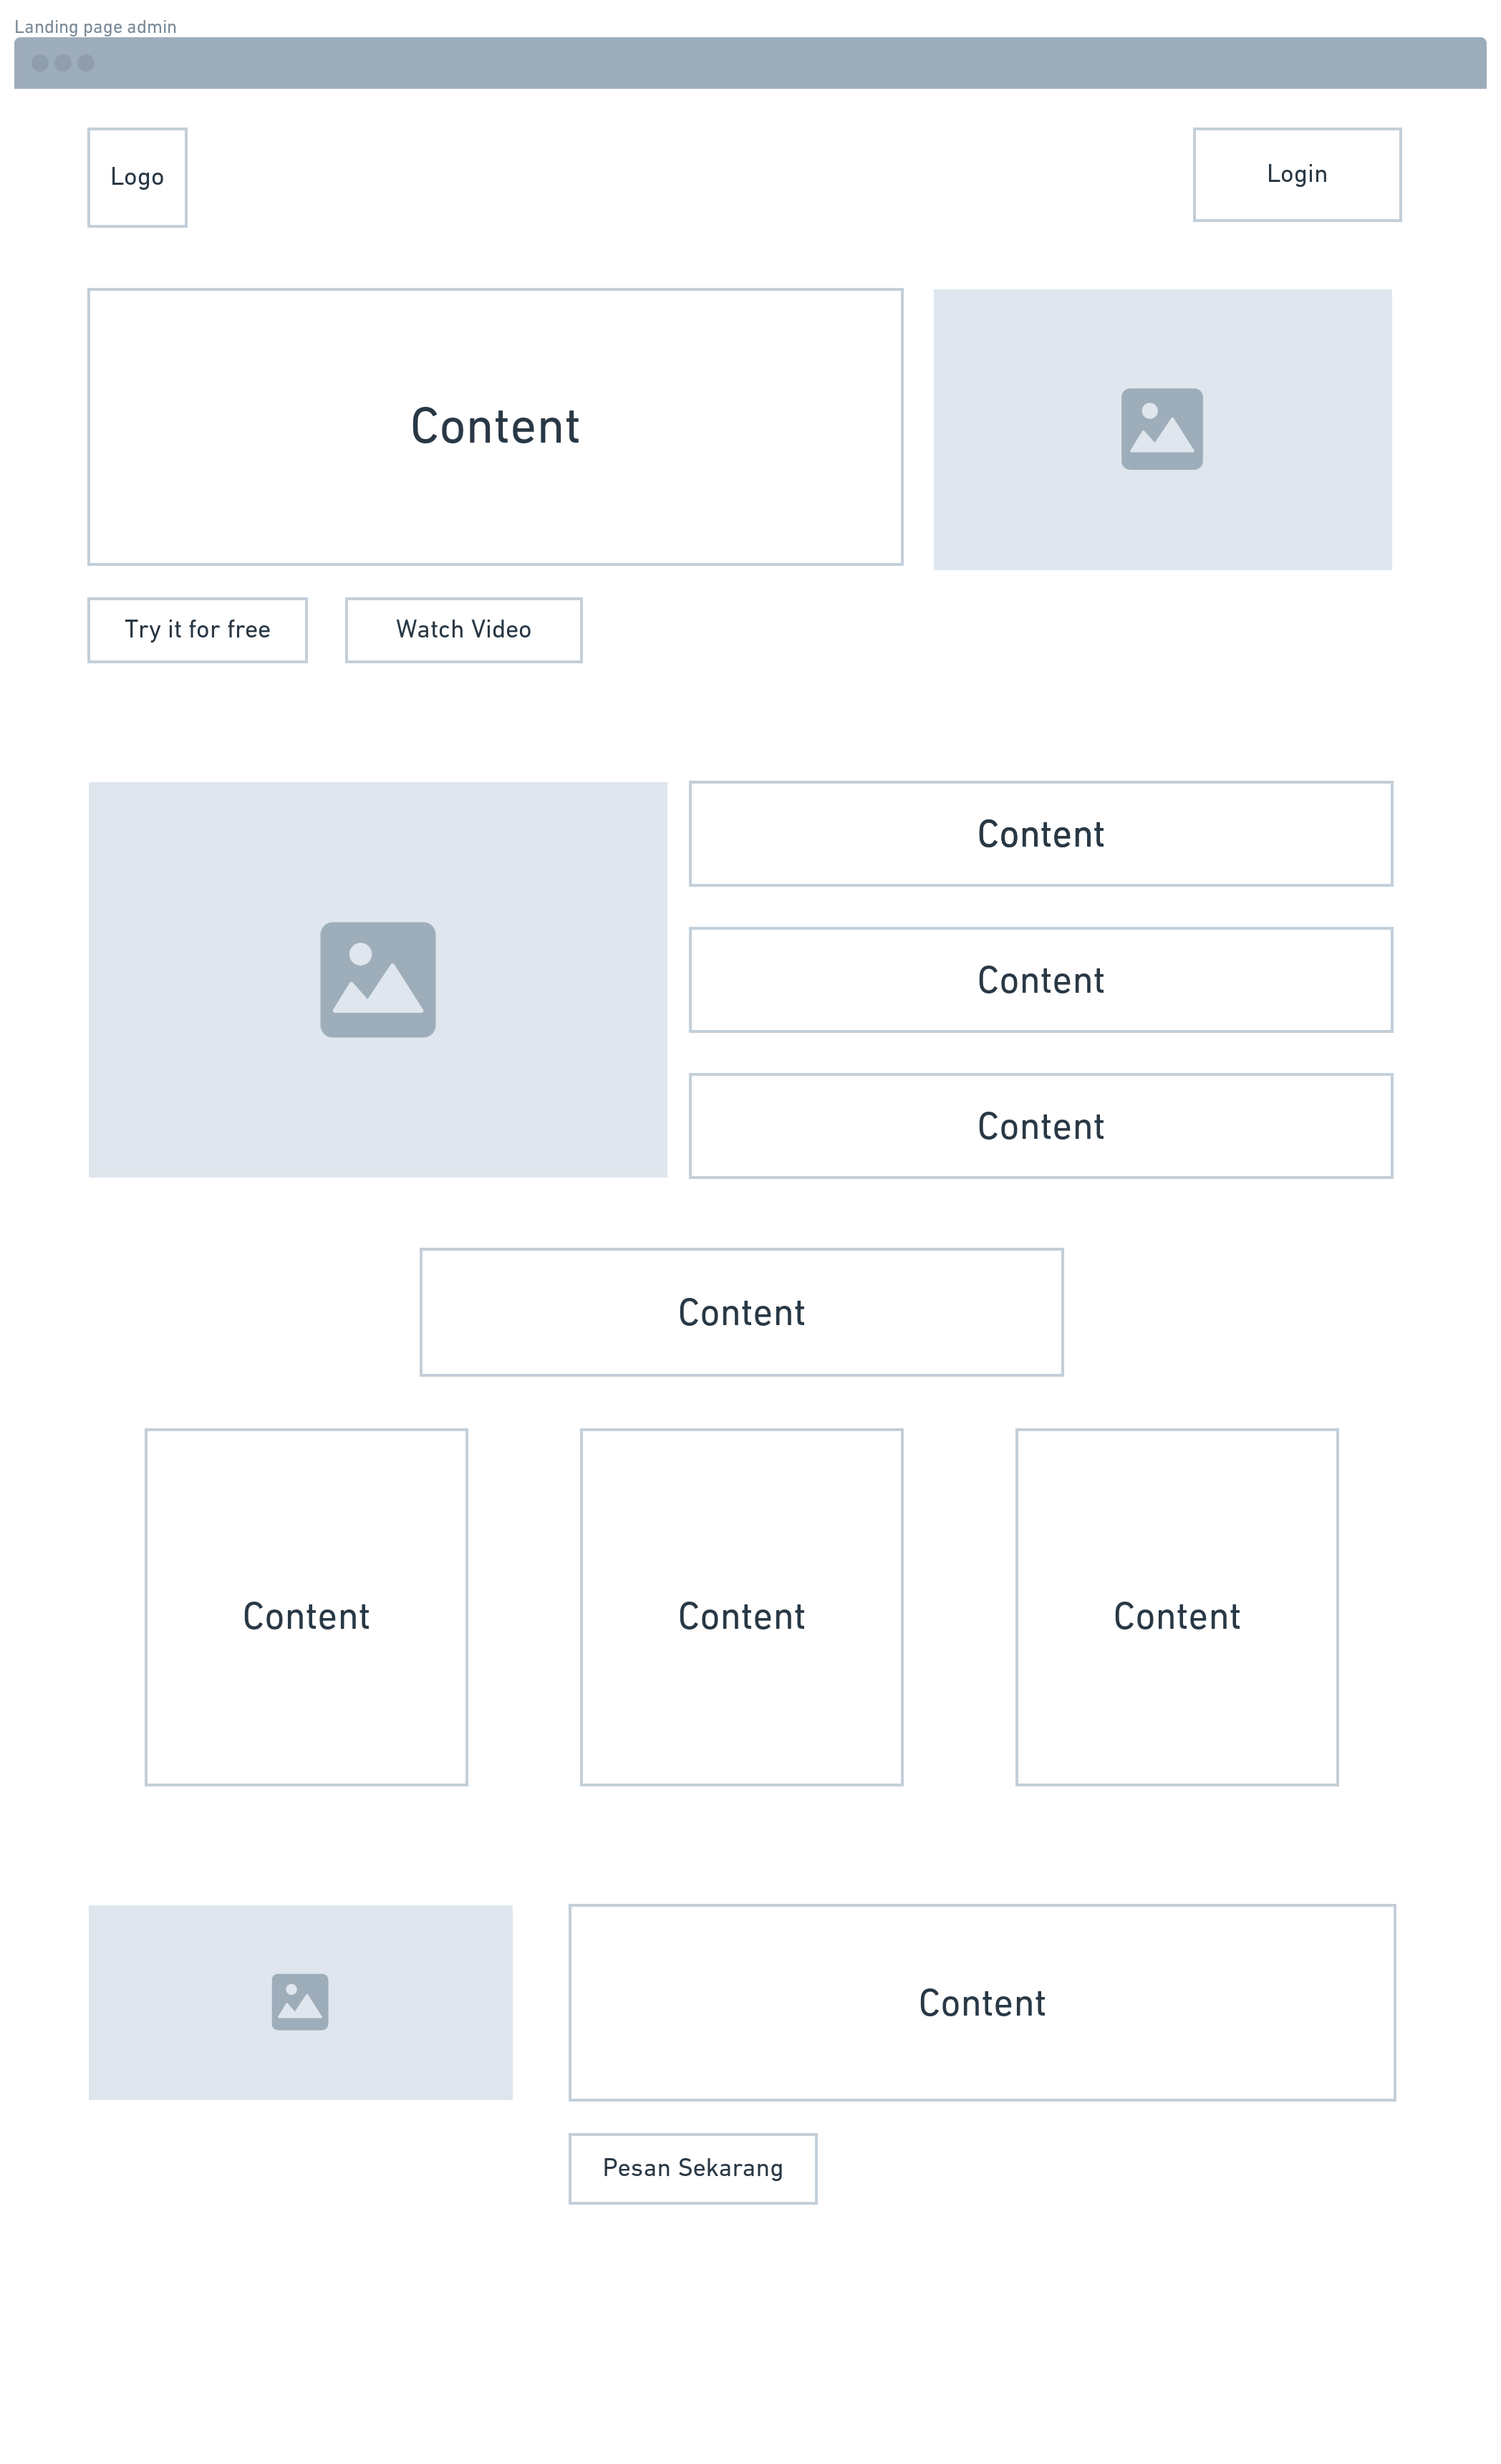 Landing page admin
Logo
Login
Content
Try it for free
Watch Video
Content
Content
Content
Content
Content
Content
Content
Content
Pesan Sekarang